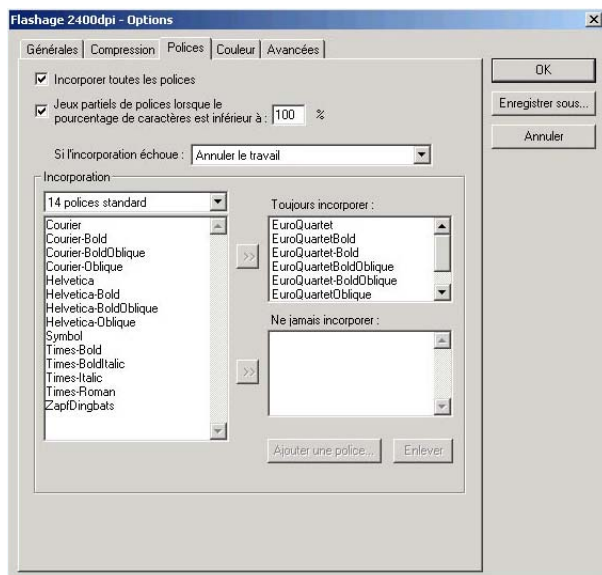 Flashage 2400dpi - Options
Générales Compression Polices Couleur Avancées
Incorporer toutes les polices
Jeux partiels de polices lorsque le
pourcentage de caractères est inférieur à : 100 %
Si l'incorporation échoue : Annuler le travail
Incorporation
14 polices standard
Courier
Courier-Bold
Courier-BoldOblique
Courier-Oblique
Helvetica
Helvetica-Bold
Helvetica-BoldOblique
Helvetica-Oblique
Symbol
Times-Bold
Times-BoldItalic
Times-Italic
Times-Roman
ZapfDingbats
>>
>>
Toujours incorporer :
EuroQuartet
EuroQuartetBold
EuroQuartet-Bold
EuroQuartetBoldOblique
EuroQuartet-BoldOblique
EuroQuartetOblique
Ne jamais incorporer :
Ajouter une police... Enlever
OK
Enregistrer sous...
Annuler